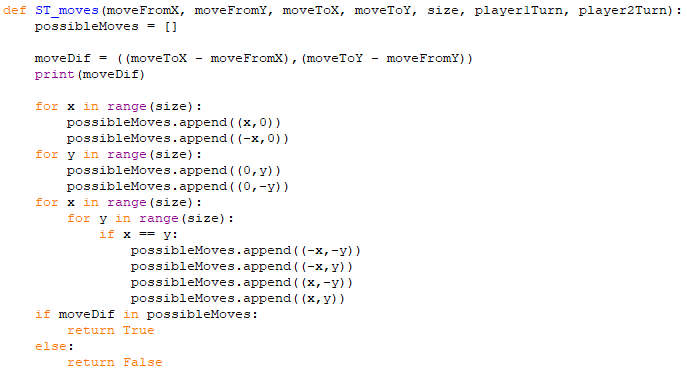 def ST_moves(moveFromX, moveFromY, moveToX, moveToY, size, player1Turn, player2Turn):
    possibleMoves = []

    moveDif = ((moveToX - moveFromX),(moveToY - moveFromY))
    print(moveDif)

    for x in range(size):
        possibleMoves.append((x,0))
        possibleMoves.append((-x,0))
    for y in range(size):
        possibleMoves.append((0,y))
        possibleMoves.append((0,-y))
    for x in range(size):
        for y in range(size):
            if x == y:
                possibleMoves.append((-x,-y))
                possibleMoves.append((-x,y))
                possibleMoves.append((x,-y))
                possibleMoves.append((x,y))
    if moveDif in possibleMoves:
        return True
    else:
        return False